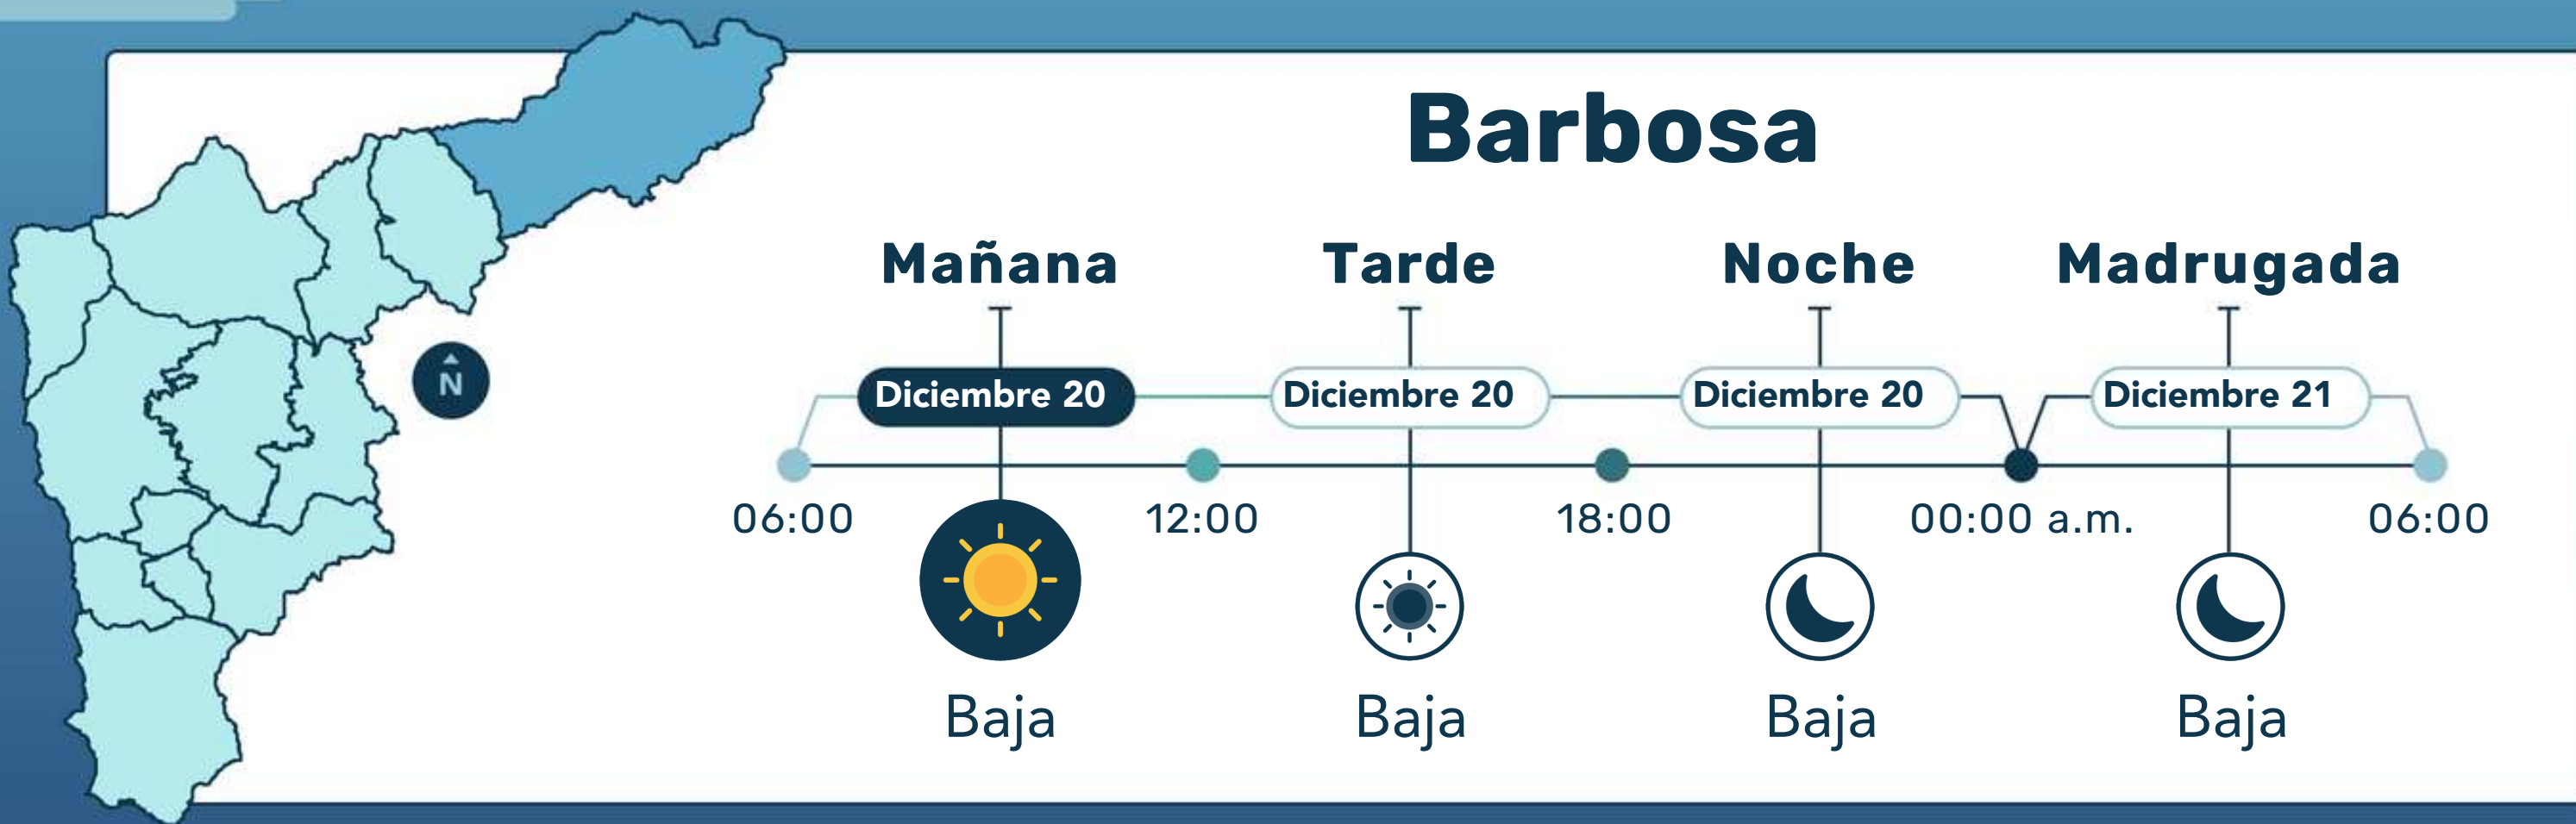 Barbosa
Mañana Tarde Noche Madrugada
N
Diciembre 20 Diciembre 20 Diciembre 20 Diciembre 21
06:00 12:00 18:00 00:00 a.m. 06:00
Baja Baja Baja Baja